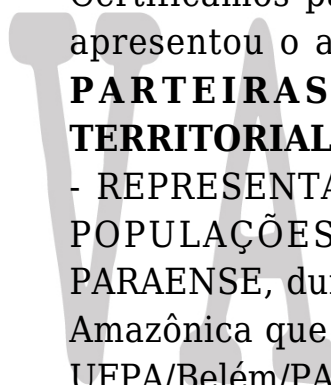 Certificamos
apresentou o
PARTEIRAS
TERRITORIAL
- REPRESENTA
POPULAÇÕES
PARAENSE, du
Amazônica que
UFPA/Belém/PA